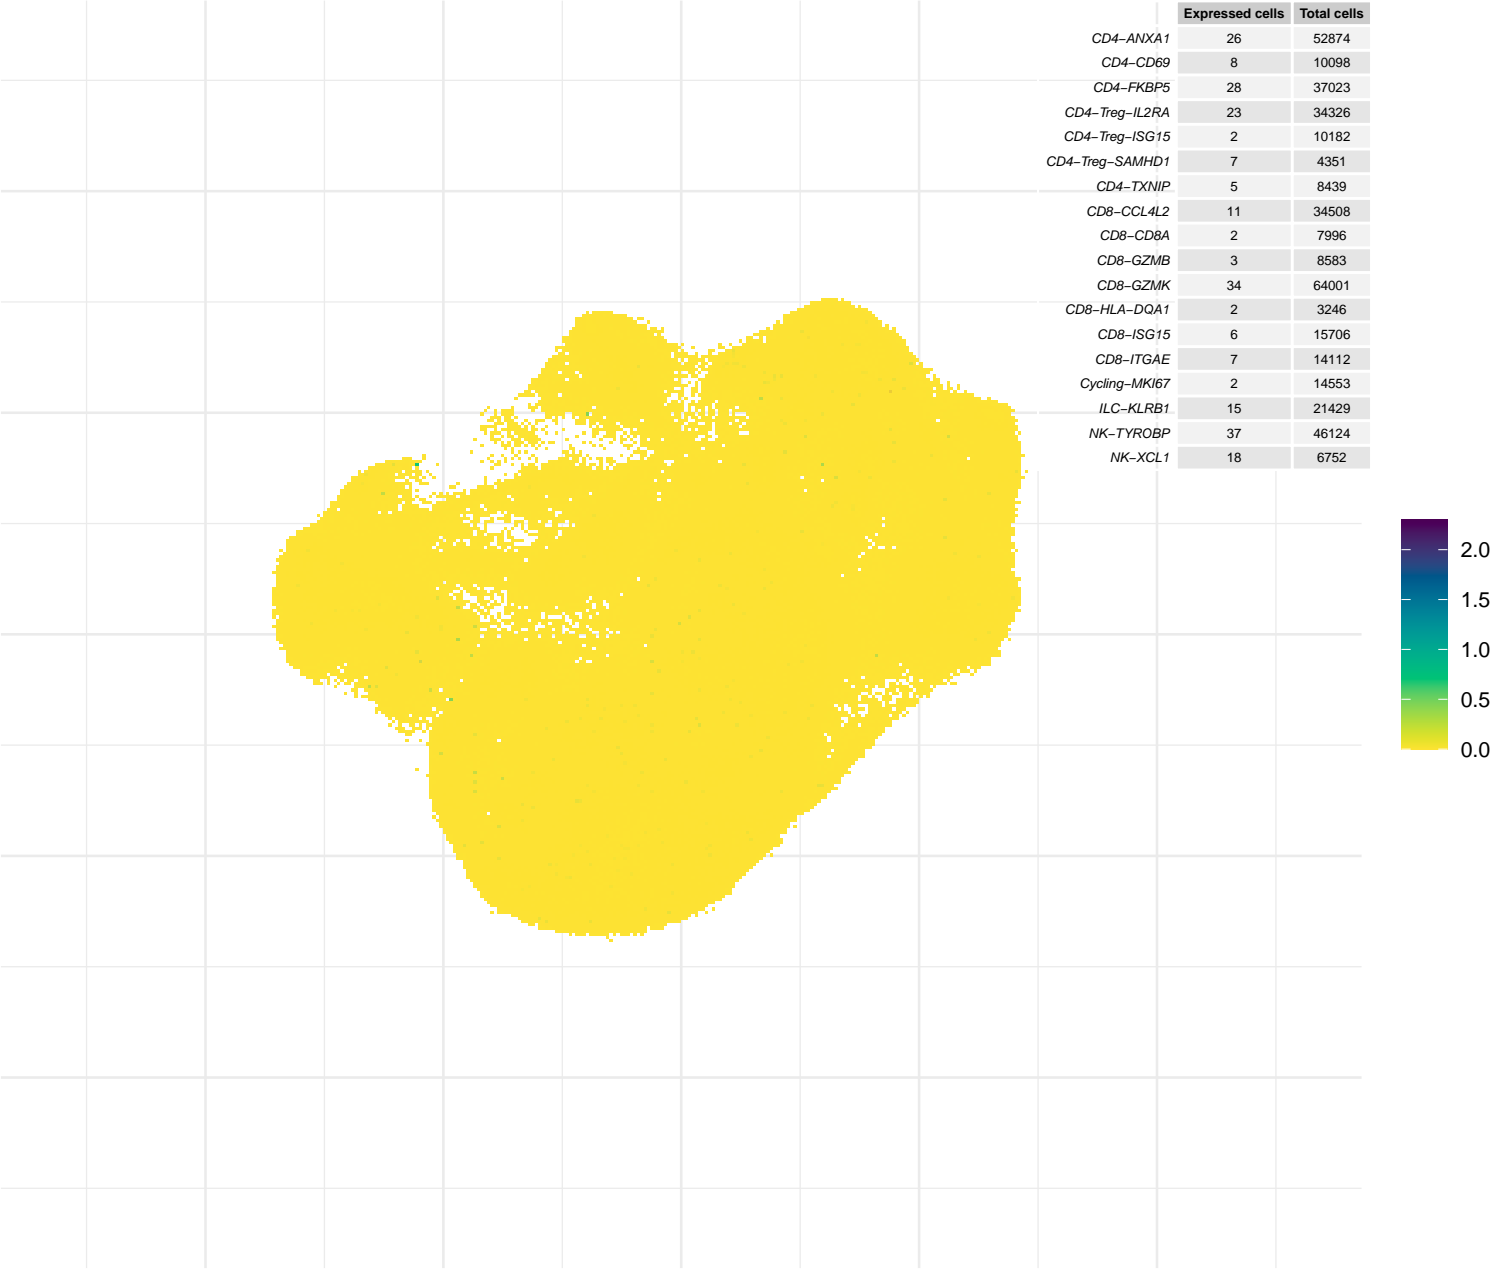 Expressed cells Total cells
CD4−ANXA1 26 52874
CD4−CD69 8 10098
CD4−FKBP5 28 37023
CD4−Treg−IL2RA 23 34326
CD4−Treg−ISG15 2 10182
CD4−Treg−SAMHD1 7 4351
CD4−TXNIP 5 8439
CD8−CCL4L2 11 34508
CD8−CD8A 2 7996
CD8−GZMB 3 8583
CD8−GZMK 34 64001
CD8−HLA−DQA1 2 3246
CD8−ISG15 6 15706
CD8−ITGAE 7 14112
Cycling−MKI67 2 14553
ILC−KLRB1 15 21429
NK−TYROBP 37 46124
NK−XCL1 18 6752
2.0
1.5
1.0
0.5
0.0